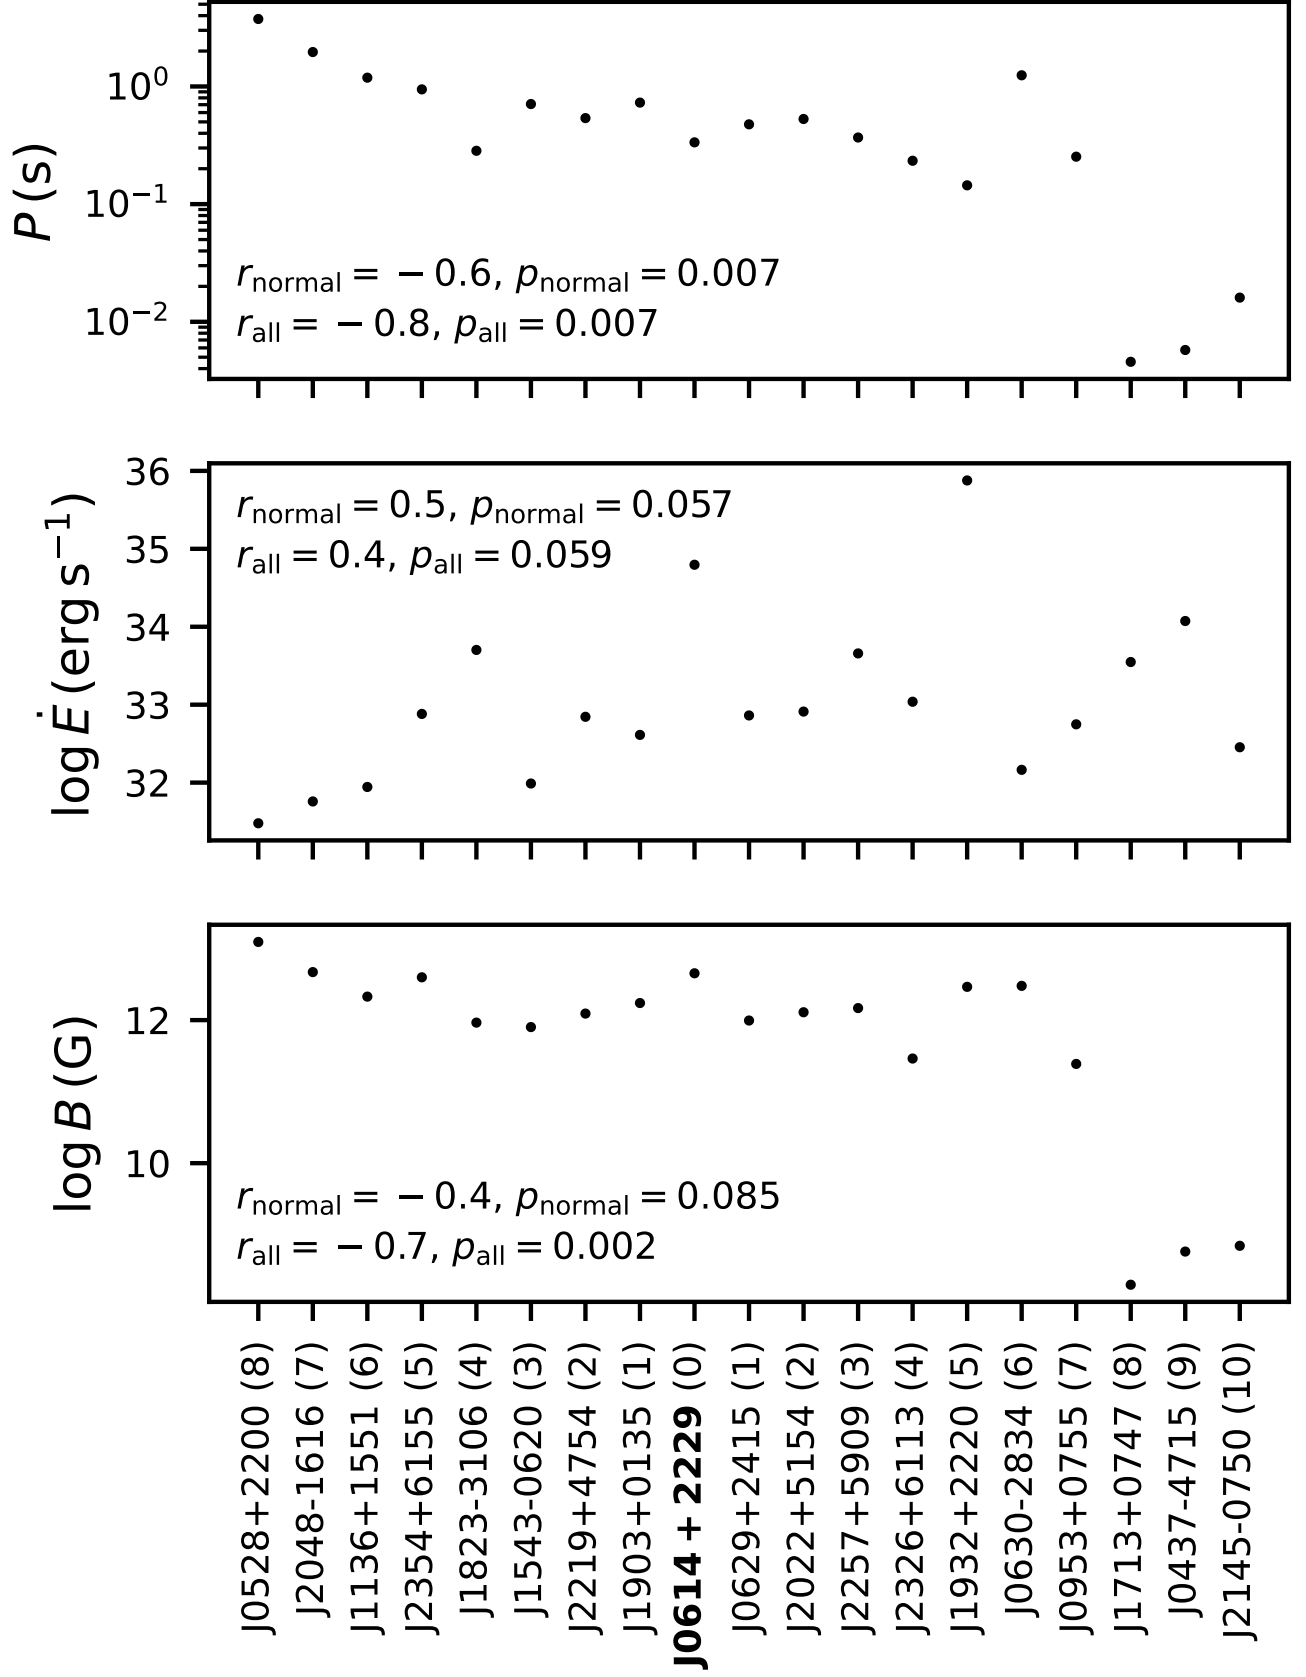 10⁰
10⁻¹
10⁻²
P (s)
r_normal = −0.6, p_normal = 0.007
r_all = −0.8, p_all = 0.007
36
35
34
33
32
log Ė (erg s⁻¹)
r_normal = 0.5, p_normal = 0.057
r_all = 0.4, p_all = 0.059
12
10
log B (G)
r_normal = −0.4, p_normal = 0.085
r_all = −0.7, p_all = 0.002
J0528+2200 (8)
J2048-1616 (7)
J1136+1551 (6)
J2354+6155 (5)
J1823-3106 (4)
J1543-0620 (3)
J2219+4754 (2)
J1903+0135 (1)
J0614 + 2229 (0)
J0629+2415 (1)
J2022+5154 (2)
J2257+5909 (3)
J2326+6113 (4)
J1932+2220 (5)
J0630-2834 (6)
J0953+0755 (7)
J1713+0747 (8)
J0437-4715 (9)
J2145-0750 (10)